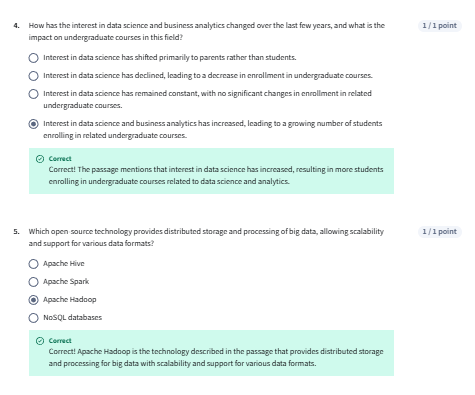 4. How has the interest in data science and business analytics changed over the last few years, and what is the 1 / 1 point
impact on undergraduate courses in this field?
Interest in data science has shifted primarily to parents rather than students.
Interest in data science has declined, leading to a decrease in enrollment in undergraduate courses.
Interest in data science has remained constant, with no significant changes in enrollment in related
undergraduate courses.
Interest in data science and business analytics has increased, leading to a growing number of students
enrolling in related undergraduate courses.
Correct
Correct! The passage mentions that interest in data science has increased, resulting in more students
enrolling in undergraduate courses related to data science and analytics.
5. Which open-source technology provides distributed storage and processing of big data, allowing scalability 1 / 1 point
and support for various data formats?
Apache Hive
Apache Spark
Apache Hadoop
NoSQL databases
Correct
Correct! Apache Hadoop is the technology described in the passage that provides distributed storage
and processing for big data with scalability and support for various data formats.